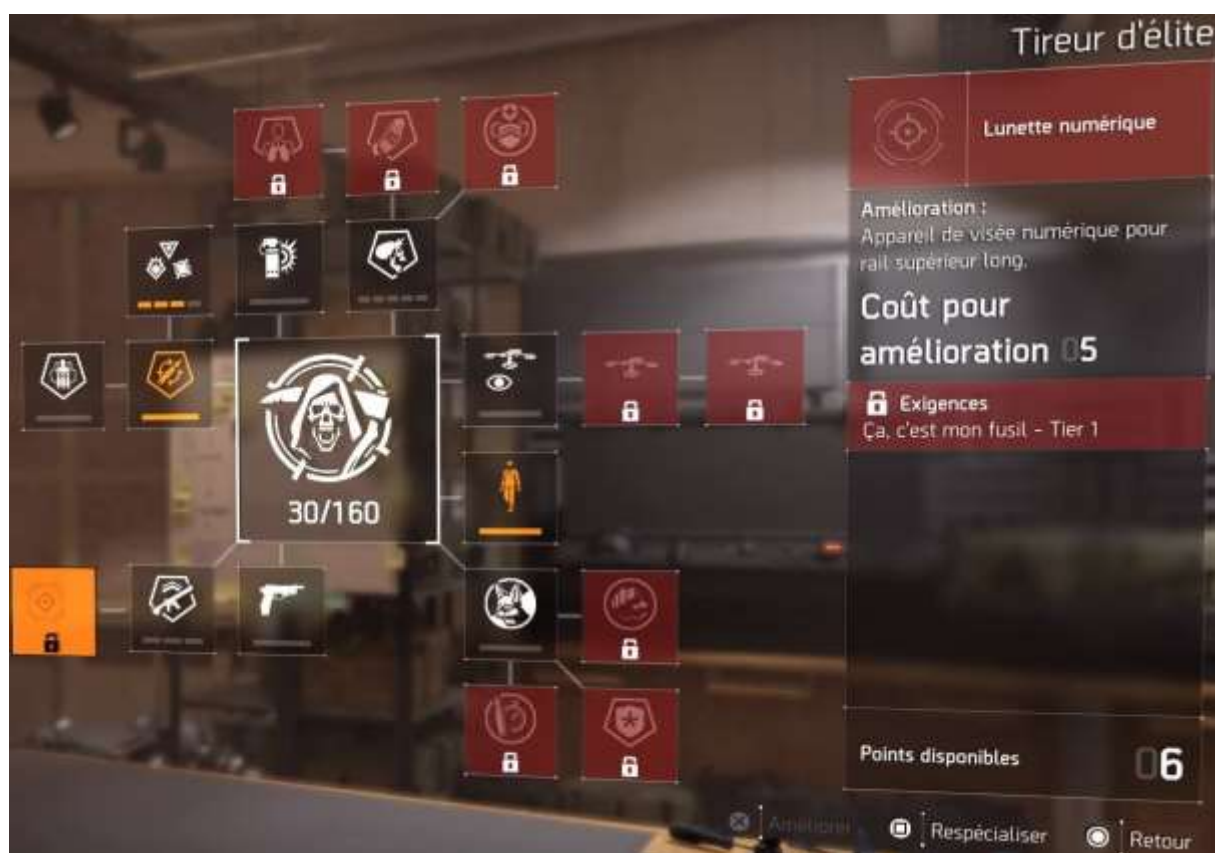 Tireur d'élite
Lunette numérique
Amélioration :
Appareil de visée numérique pour
rail supérieur long.
Coût pour
amélioration 05
Exigences
Ça, c'est mon fusil - Tier 1
30/160
Points disponibles
06
Améliorer
Respécialiser
Retour